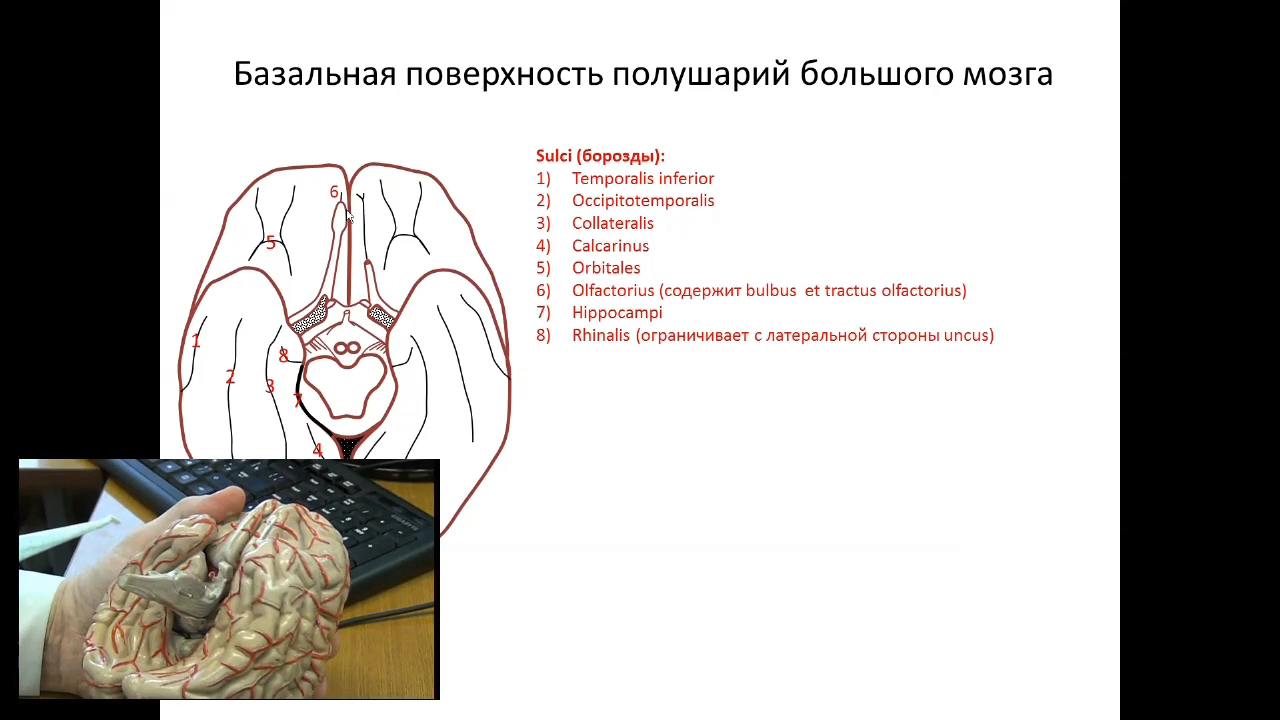 Базальная поверхность полушарий большого мозга
Sulci (борозды):
1) Temporalis inferior
2) Occipitotemporalis
3) Collateralis
4) Calcarinus
5) Orbitales
6) Olfactorius (содержит bulbus et tractus olfactorius)
7) Hippocampi
8) Rhinalis (ограничивает с латеральной стороны uncus)
6
5
1
8
2
3
7
4